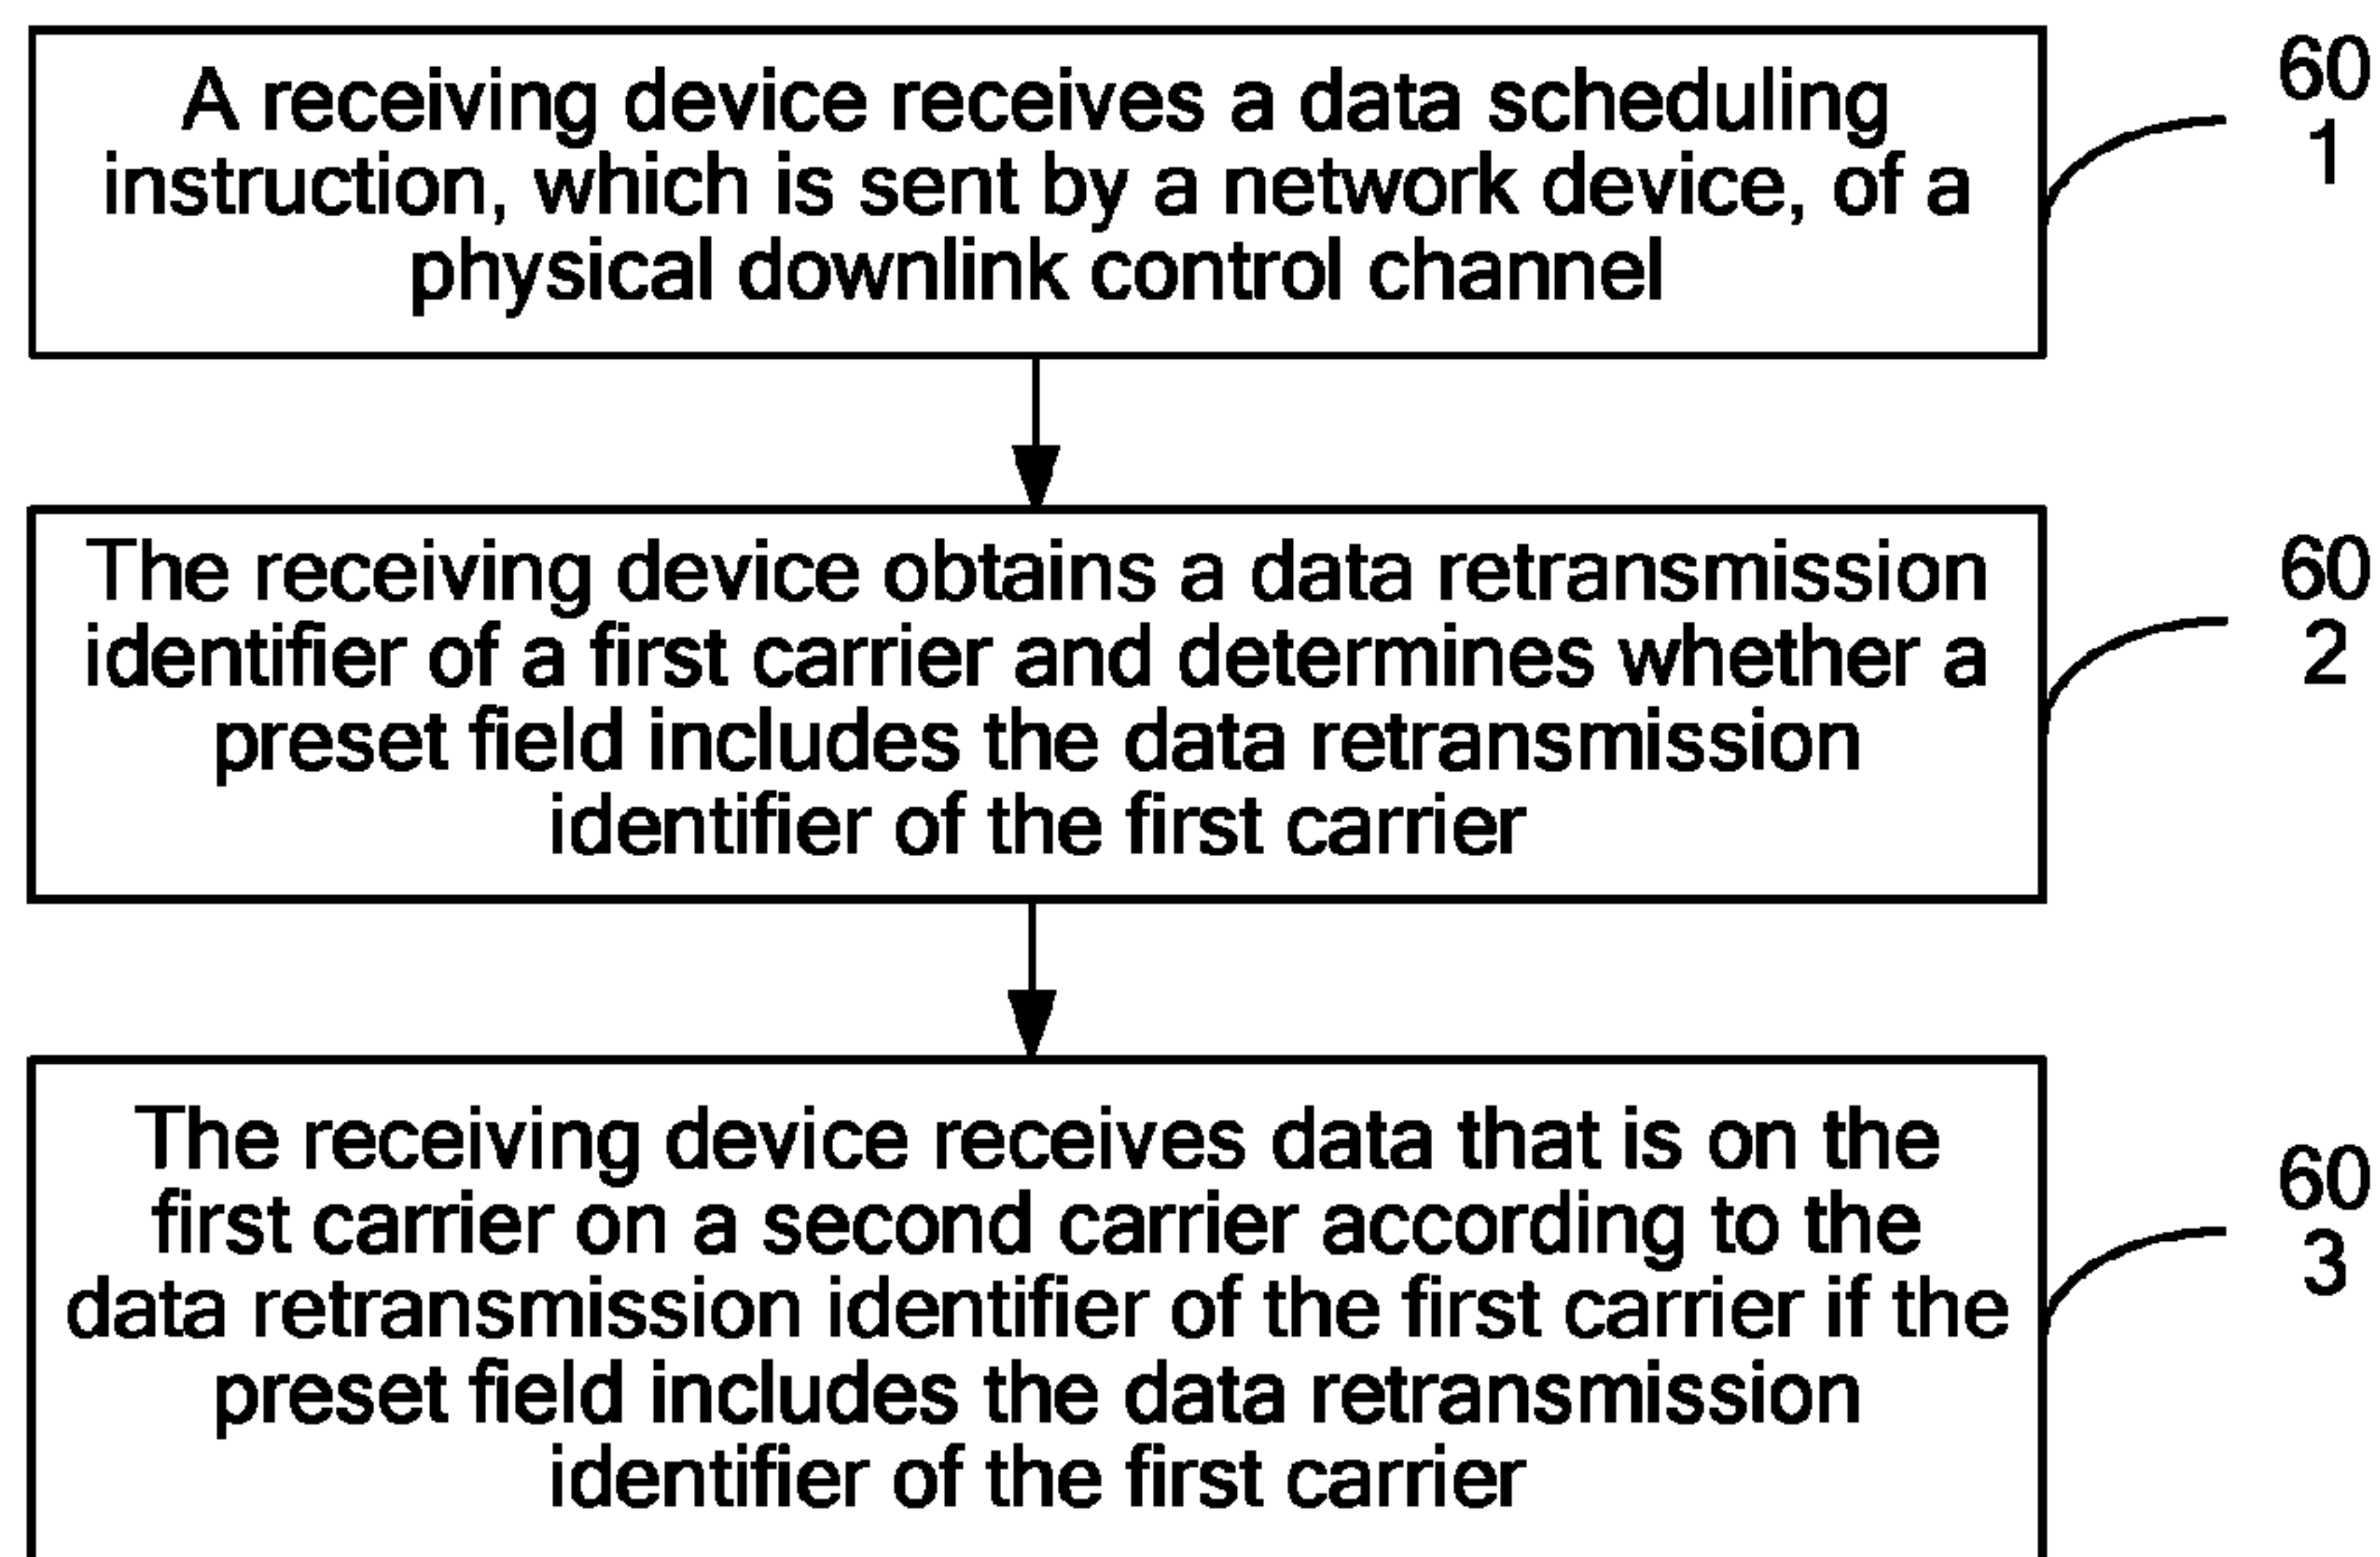 A receiving device receives a data scheduling
instruction, which is sent by a network device, of a
physical downlink control channel
60
1
The receiving device obtains a data retransmission
identifier of a first carrier and determines whether a
preset field includes the data retransmission
identifier of the first carrier
60
2
The receiving device receives data that is on the
first carrier on a second carrier according to the
data retransmission identifier of the first carrier if the
preset field includes the data retransmission
identifier of the first carrier
60
3